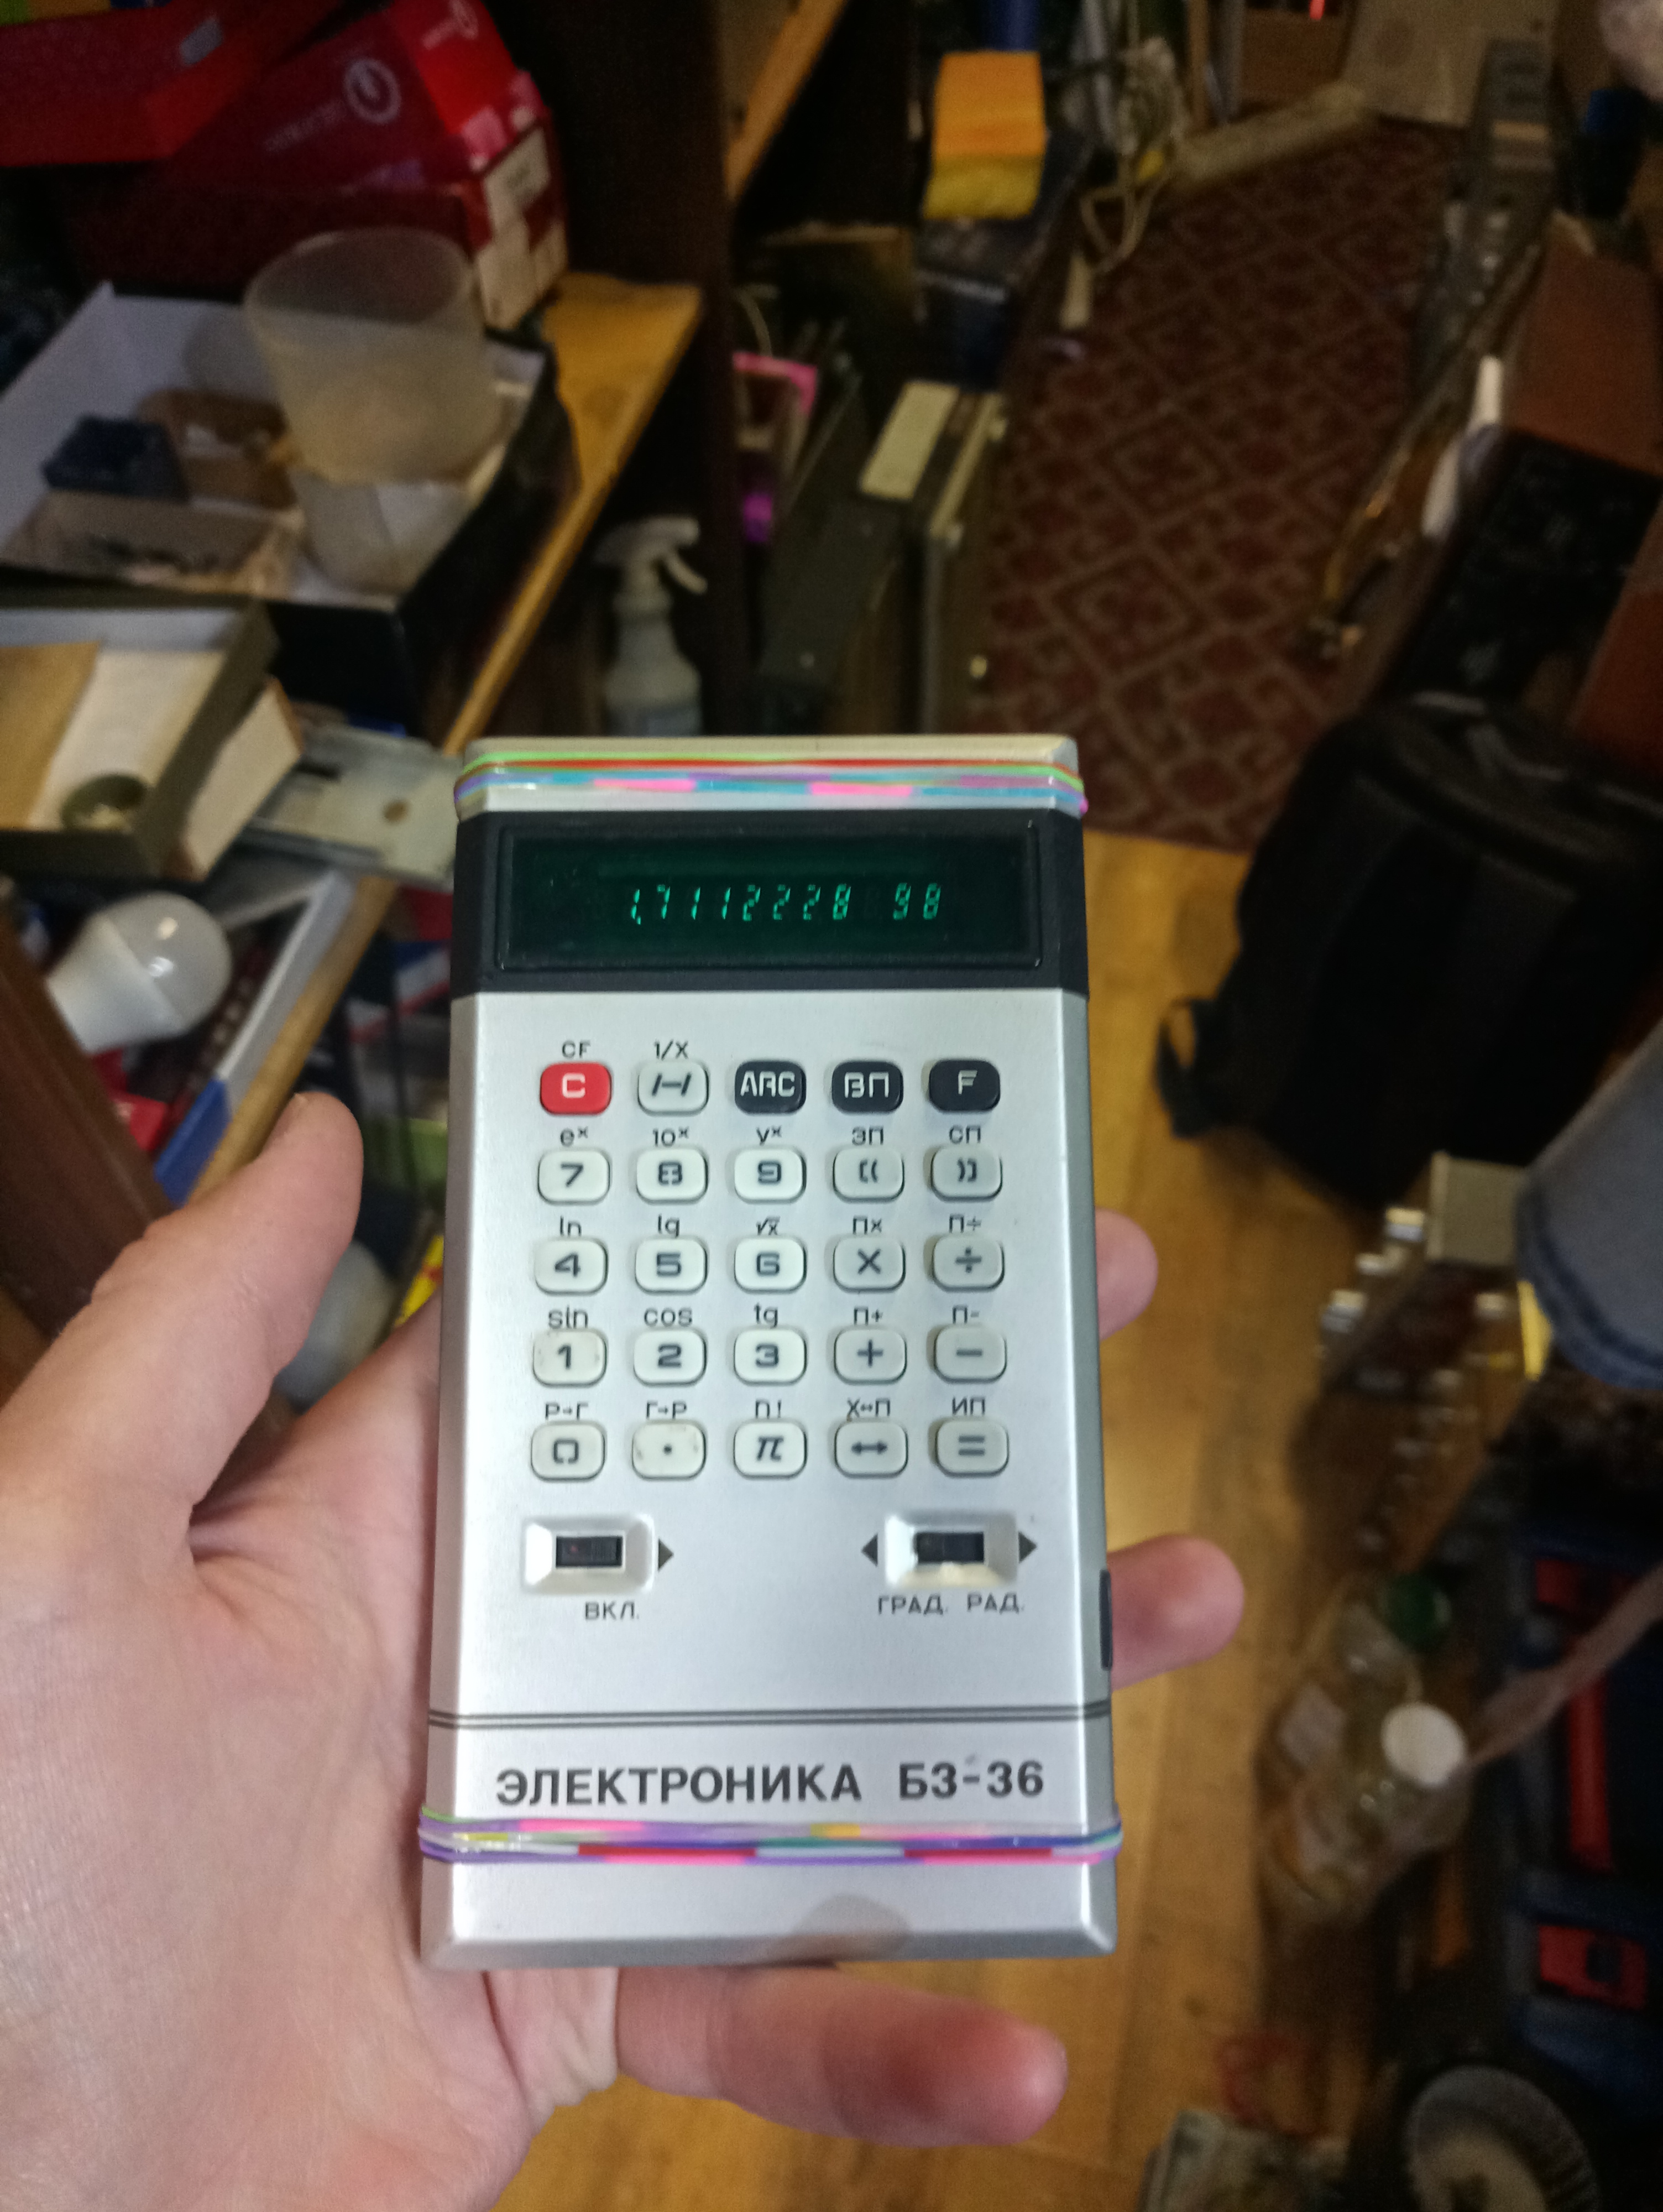 1,7112228 98
CF 1/X
C /-/ ARC ВП F
eˣ 10ˣ Yˣ ЗП СП
7 8 9 (( ))
ln lg √x П× П÷
4 5 6 × ÷
sin cos tg П+ П-
1 2 3 + −
Р→Г Г→Р П! Х↔П ИП
0 · π ↔ =
ВКЛ. ГРАД. РАД.
ЭЛЕКТРОНИКА Б3-36